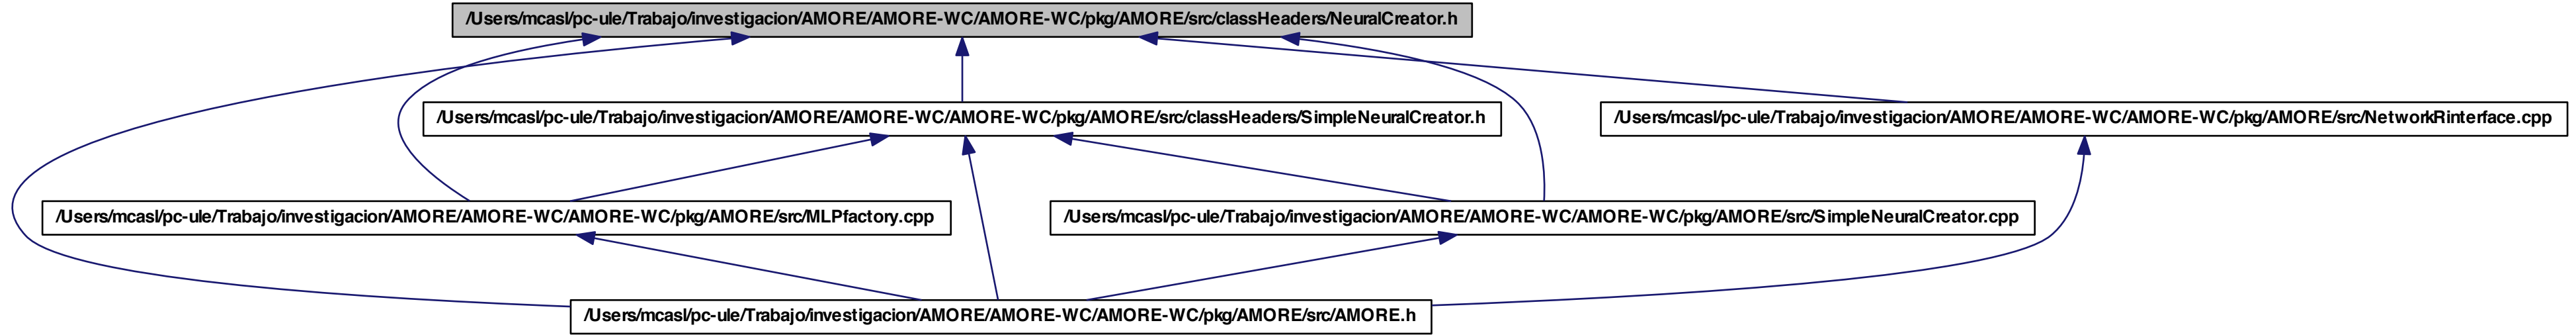 /Users/mcasl/pc-ule/Trabajo/investigacion/AMORE/AMORE-WC/AMORE-WC/pkg/AMORE/src/classHeaders/NeuralCreator.h
/Users/mcasl/pc-ule/Trabajo/investigacion/AMORE/AMORE-WC/AMORE-WC/pkg/AMORE/src/classHeaders/SimpleNeuralCreator.h
/Users/mcasl/pc-ule/Trabajo/investigacion/AMORE/AMORE-WC/AMORE-WC/pkg/AMORE/src/NetworkRinterface.cpp
/Users/mcasl/pc-ule/Trabajo/investigacion/AMORE/AMORE-WC/AMORE-WC/pkg/AMORE/src/MLPfactory.cpp
/Users/mcasl/pc-ule/Trabajo/investigacion/AMORE/AMORE-WC/AMORE-WC/pkg/AMORE/src/SimpleNeuralCreator.cpp
/Users/mcasl/pc-ule/Trabajo/investigacion/AMORE/AMORE-WC/AMORE-WC/pkg/AMORE/src/AMORE.h